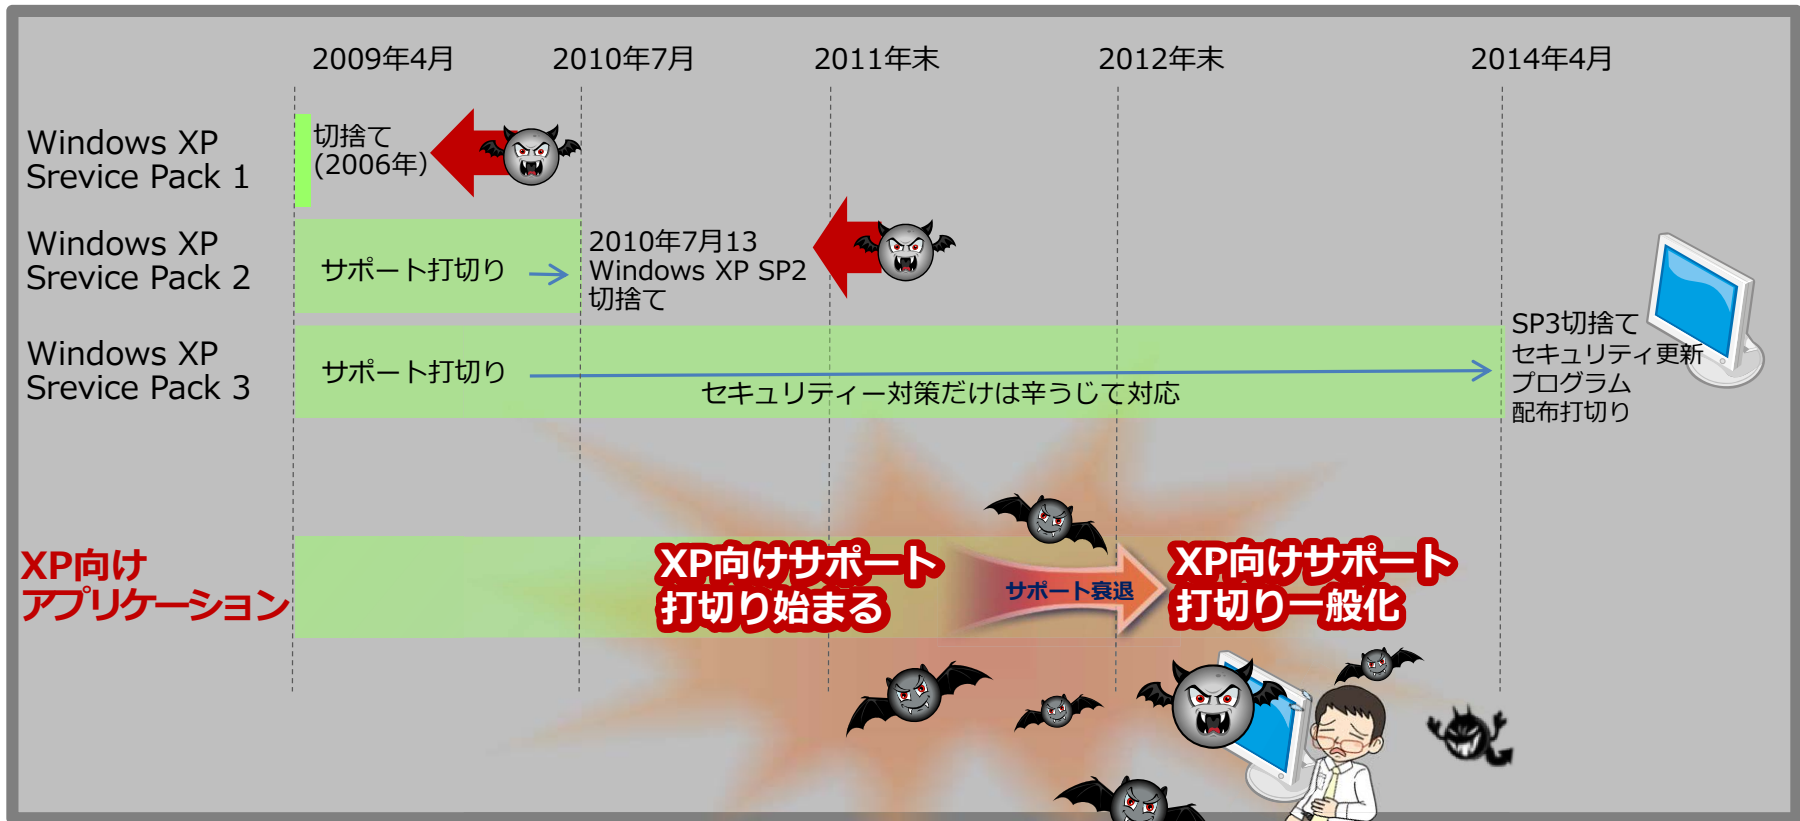 2009年4月
2010年7月
2011年末
2012年末
2014年4月
Windows XP
Srevice Pack 1
切捨て
(2006年)
Windows XP
Srevice Pack 2
サポート打切り
2010年7月13
Windows XP SP2
切捨て
Windows XP
Srevice Pack 3
サポート打切り
セキュリティー対策だけは辛うじて対応
SP3切捨て
セキュリティ更新
プログラム
配布打切り
XP向け
アプリケーション
XP向けサポート
打切り始まる
サポート衰退
XP向けサポート
打切り一般化